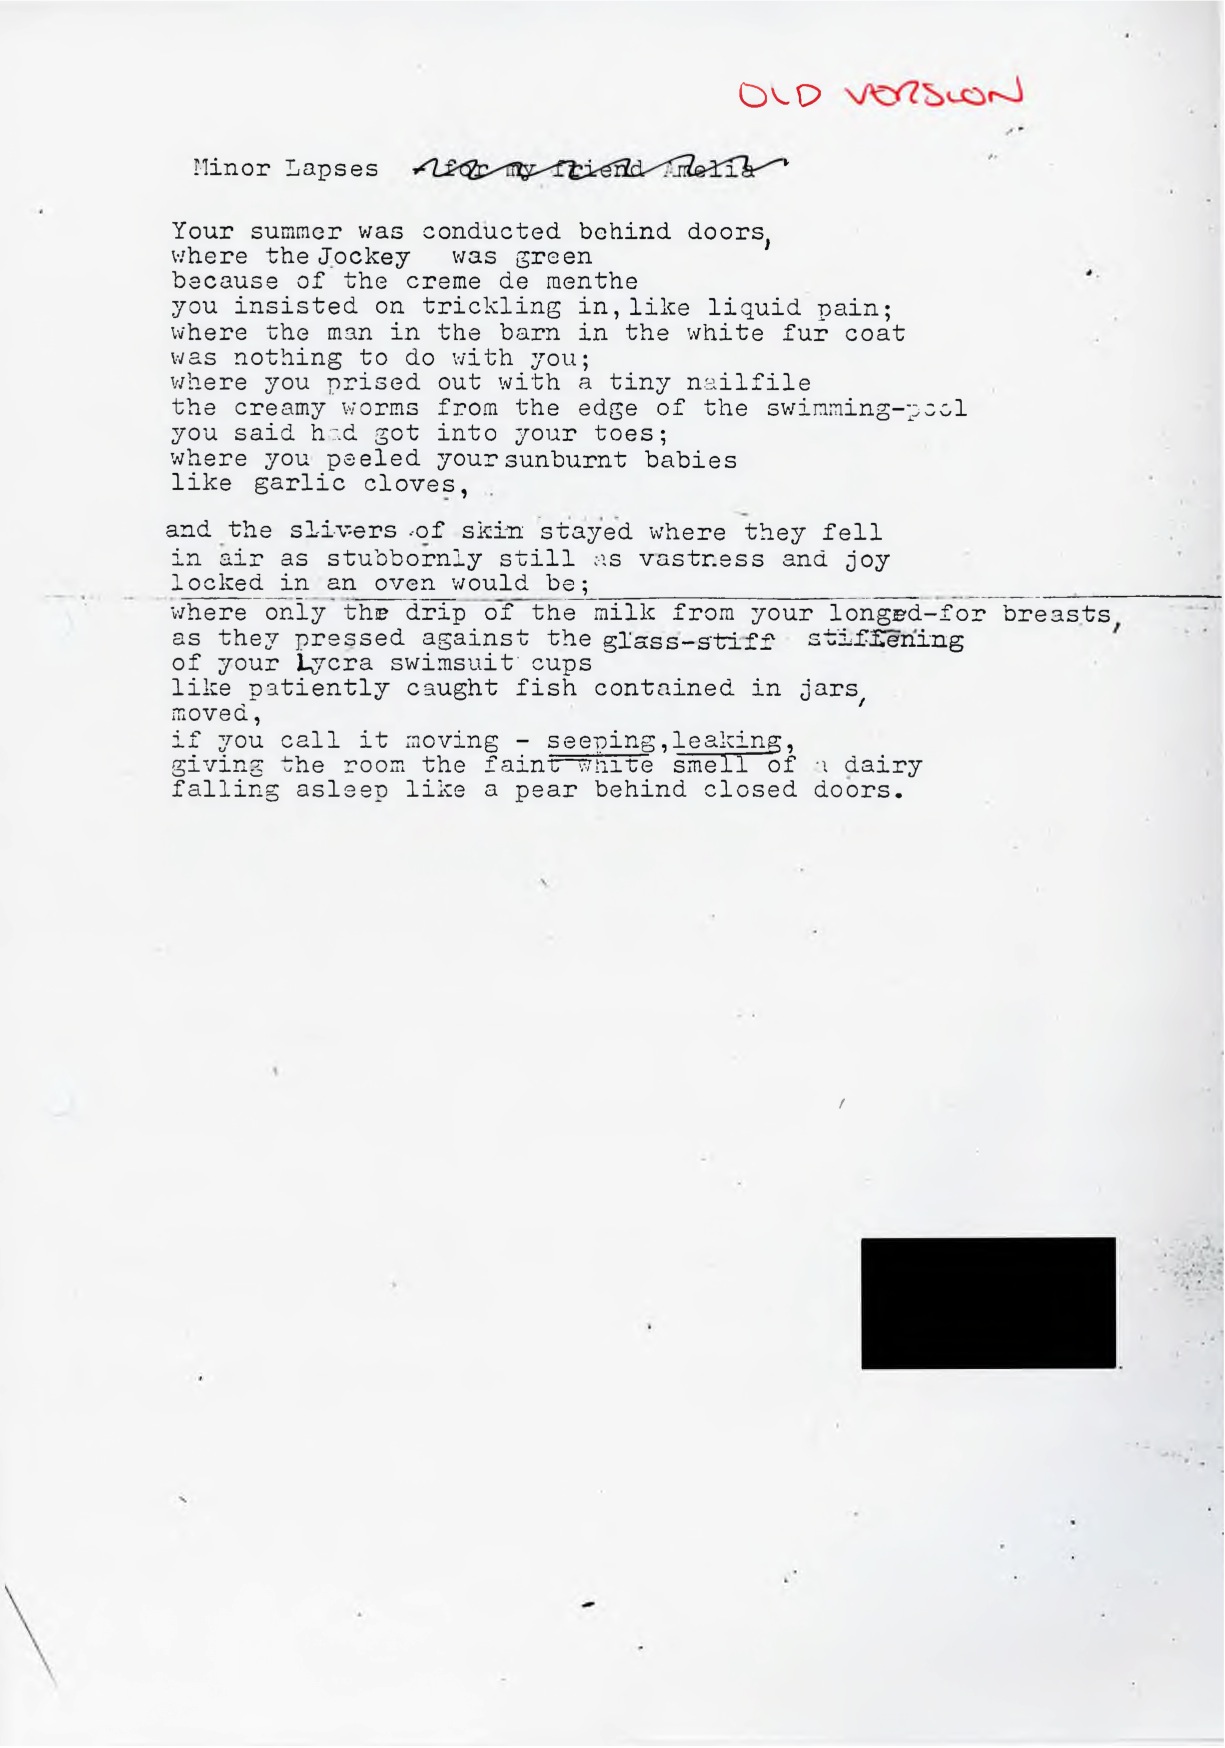 OLD VERSION
Minor Lapses - for my friend Amelia
Your summer was conducted behind doors,
where the Jockey was green
because of the creme de menthe
you insisted on trickling in, like liquid pain;
where the man in the barn in the white fur coat
was nothing to do with you;
where you prised out with a tiny nailfile
the creamy worms from the edge of the swimming-pool
you said had got into your toes;
where you peeled your sunburnt babies
like garlic cloves,
and the slivers of skin stayed where they fell
in air as stubbornly still as vastness and joy
locked in an oven would be;
where only the drip of the milk from your longed-for breasts,
as they pressed against the glass-stiff stiffening
of your Lycra swimsuit cups
like patiently caught fish contained in jars,
moved,
if you call it moving - seeping, leaking,
giving the room the faint white smell of a dairy
falling asleep like a pear behind closed doors.